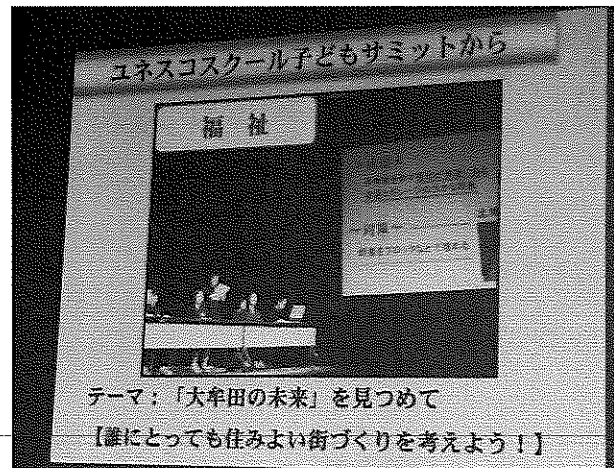 ユネスコスクール子どもサミットから
福祉
テーマ：「大牟田の未来」を見つめて
【誰にとっても住みよい街づくりを考えよう！】